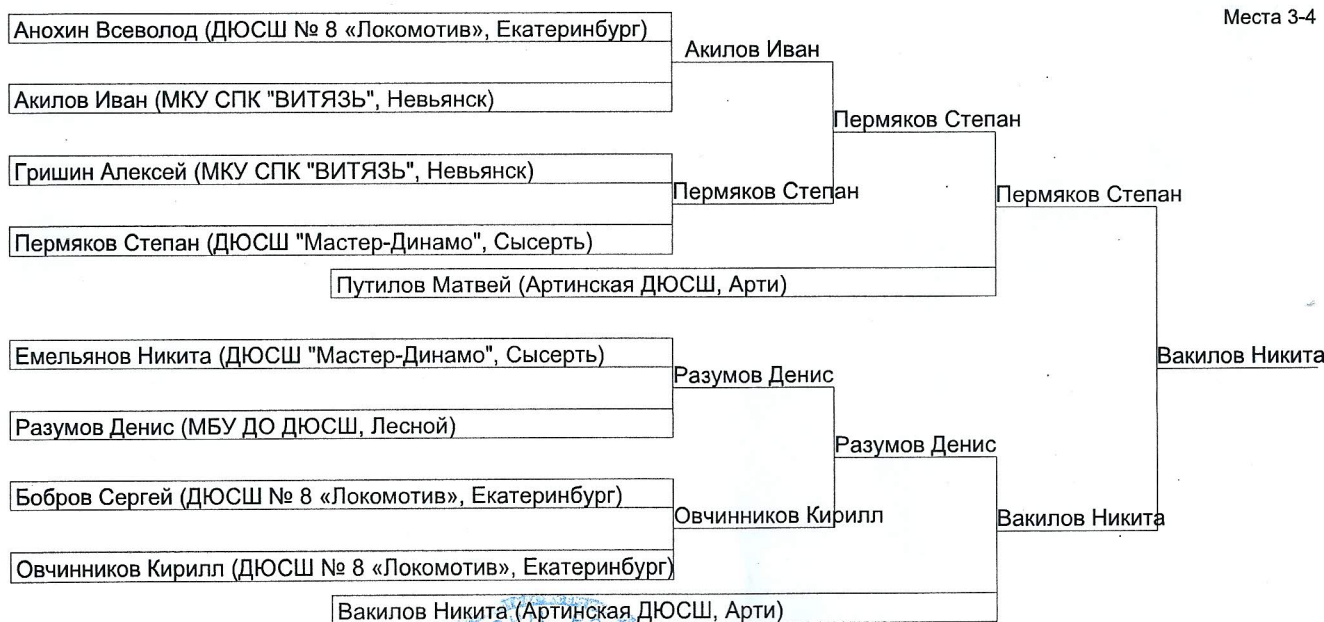 Места 3-4
Анохин Всеволод (ДЮСШ № 8 «Локомотив», Екатеринбург)
Акилов Иван
Акилов Иван (МКУ СПК "ВИТЯЗЬ", Невьянск)
Пермяков Степан
Гришин Алексей (МКУ СПК "ВИТЯЗЬ", Невьянск)
Пермяков Степан
Пермяков Степан
Пермяков Степан (ДЮСШ "Мастер-Динамо", Сысерть)
Путилов Матвей (Артинская ДЮСШ, Арти)
Емельянов Никита (ДЮСШ "Мастер-Динамо", Сысерть)
Вакилов Никита
Разумов Денис
Разумов Денис (МБУ ДО ДЮСШ, Лесной)
Разумов Денис
Бобров Сергей (ДЮСШ № 8 «Локомотив», Екатеринбург)
Овчинников Кирилл
Вакилов Никита
Овчинников Кирилл (ДЮСШ № 8 «Локомотив», Екатеринбург)
Вакилов Никита (Артинская ДЮСШ, Арти)